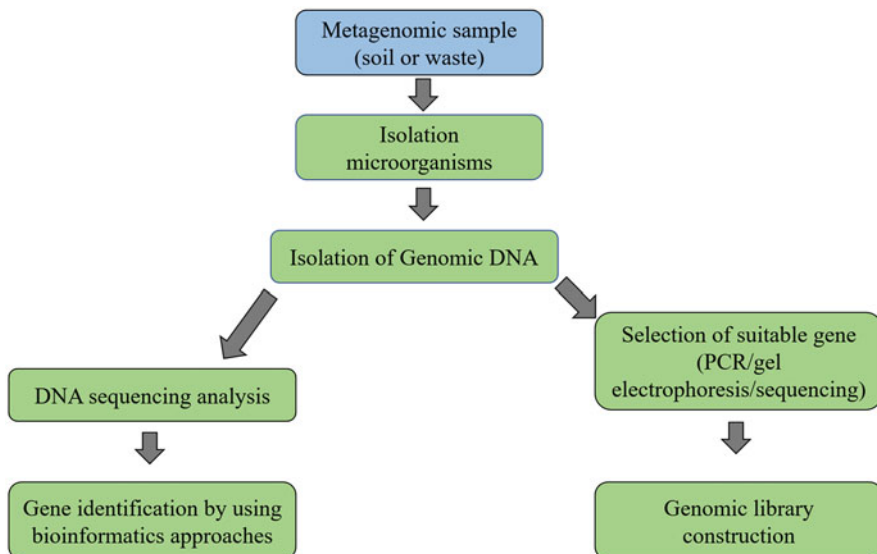 Metagenomic sample
(soil or waste)
Isolation
microorganisms
Isolation of Genomic DNA
DNA sequencing analysis
Gene identification by using
bioinformatics approaches
Selection of suitable gene
(PCR/gel
electrophoresis/sequencing)
Genomic library
construction